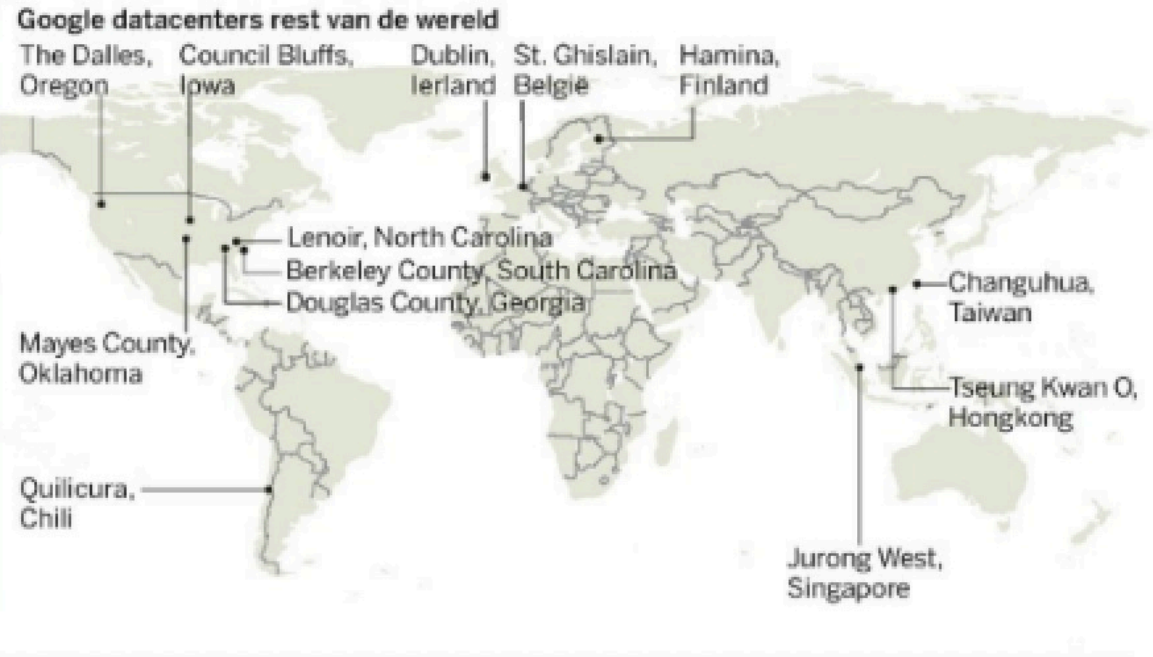 Google datacenters rest van de wereld
The Dalles,
Oregon
Council Bluffs,
Iowa
Dublin,
Ierland
St. Ghislain,
België
Hamina,
Finland
Lenoir, North Carolina
Berkeley County, South Carolina
Douglas County, Georgia
Changuhua,
Taiwan
Mayes County,
Oklahoma
Tseung Kwan O,
Hongkong
Quilicura,
Chili
Jurong West,
Singapore